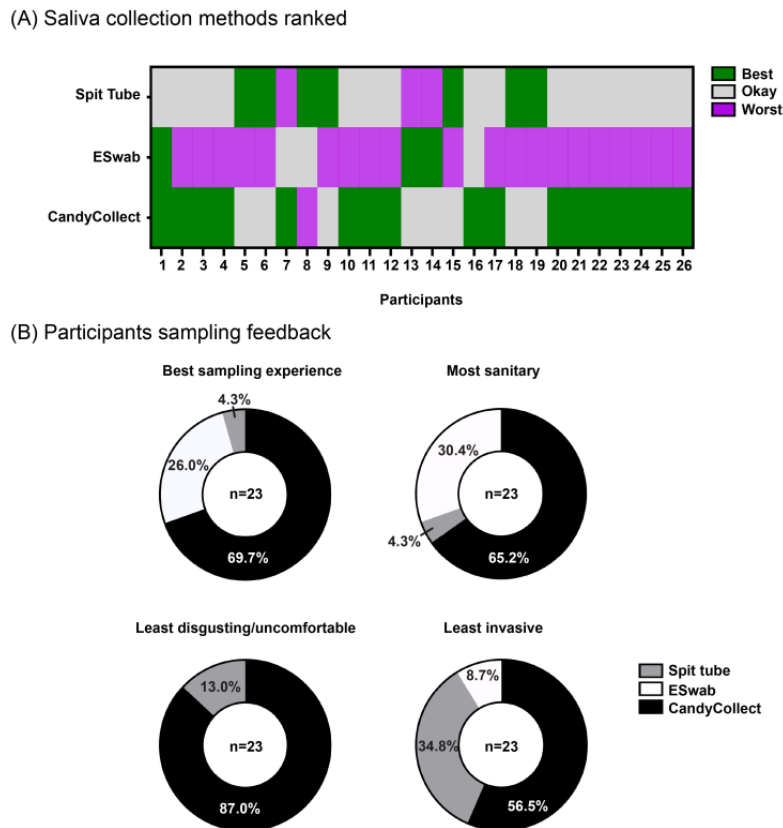 (A) Saliva collection methods ranked
Spit Tube
ESwab
CandyCollect
Best
Okay
Worst
1 2 3 4 5 6 7 8 9 10 11 12 13 14 15 16 17 18 19 20 21 22 23 24 25 26
Participants
(B) Participants sampling feedback
Best sampling experience
4.3%
26.0%
n=23
69.7%
Most sanitary
30.4%
n=23
4.3%
65.2%
Least disgusting/uncomfortable
13.0%
n=23
87.0%
Least invasive
8.7%
34.8%
n=23
56.5%
Spit tube
ESwab
CandyCollect